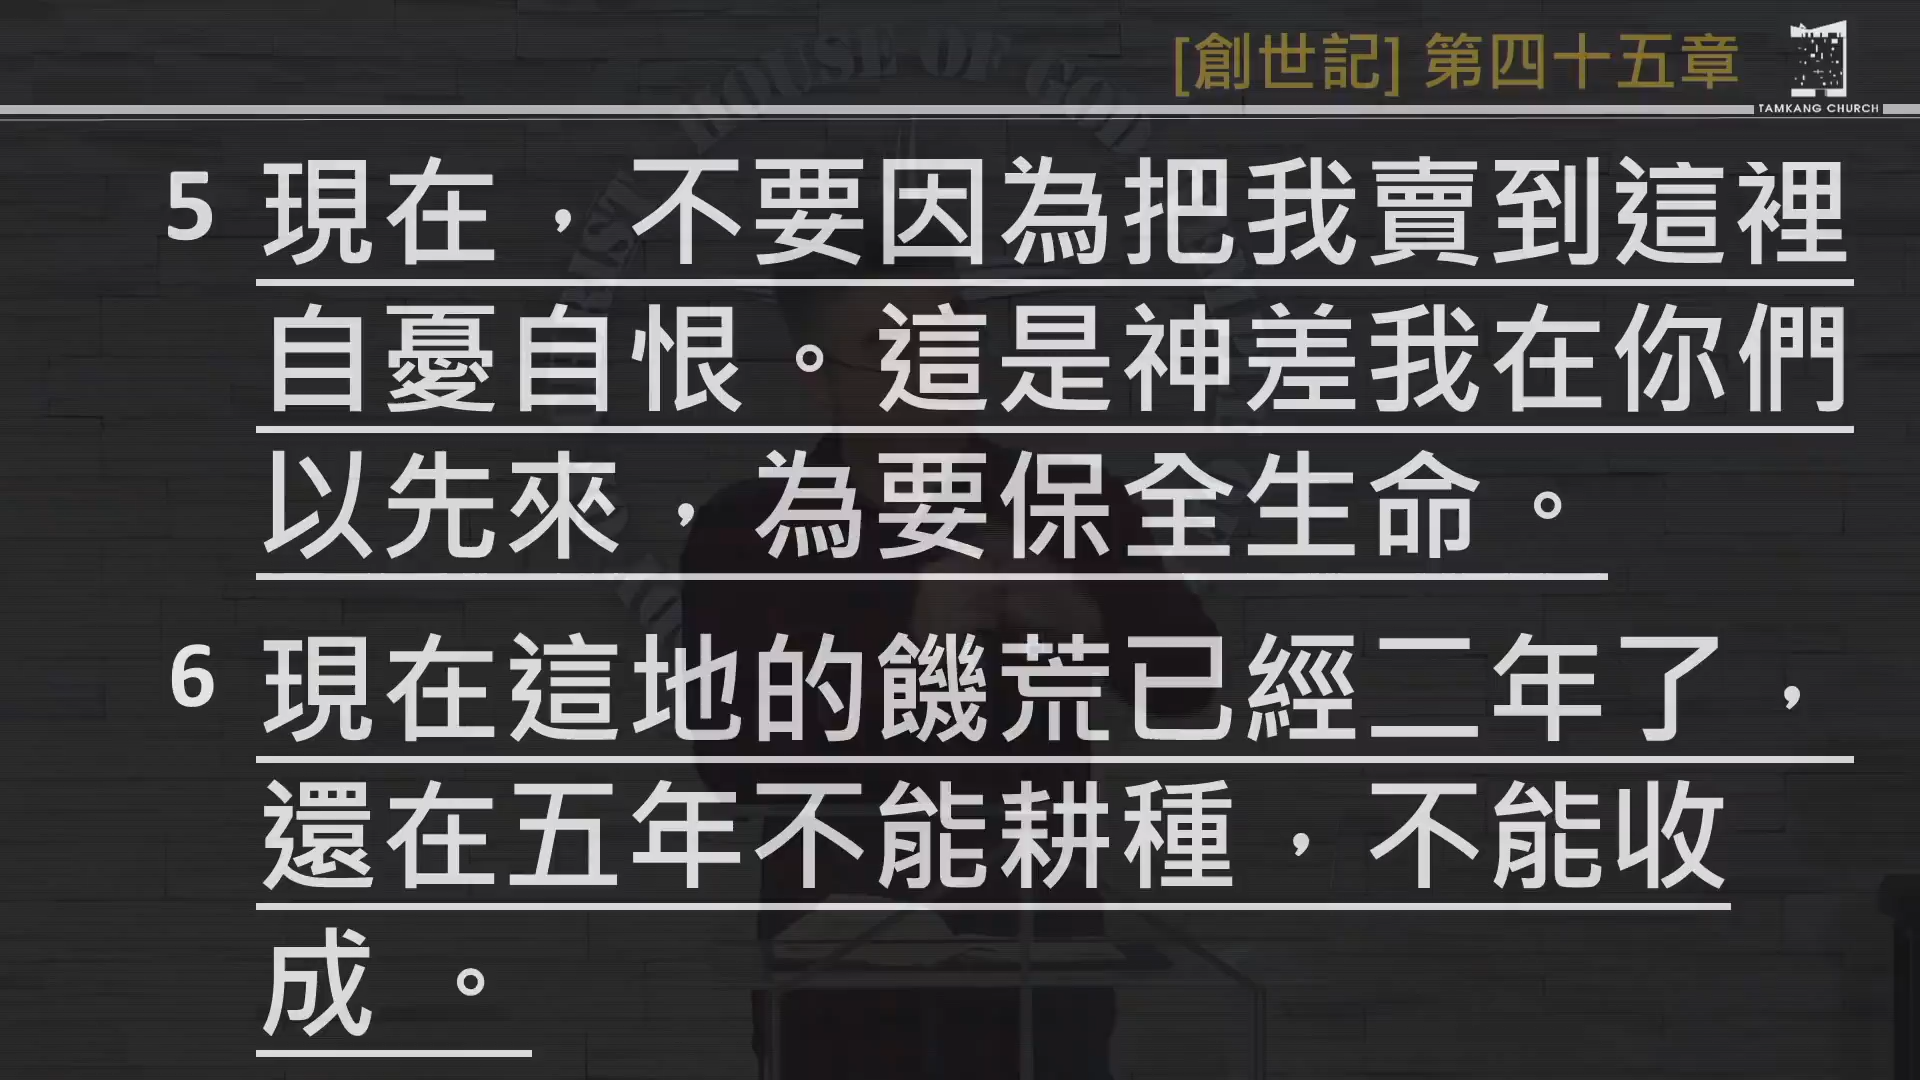 [創世記] 第四十五章
TAMKANG CHURCH
HOUSE OF GOD
5 現在，不要因為把我賣到這裡
自憂自恨。這是神差我在你們
以先來，為要保全生命。
6 現在這地的饑荒已經二年了，
還在五年不能耕種，不能收
成 。